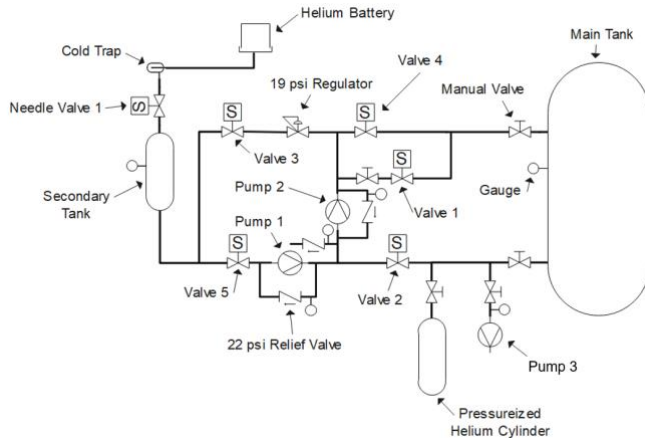 Helium Battery
Main Tank
Cold Trap
Valve 4
19 psi Regulator
Manual Valve
Needle Valve 1
S
S
S
Valve 3
S
Gauge
Secondary
Tank
Pump 2
Valve 1
Pump 1
S
S
Valve 5
Valve 2
22 psi Relief Valve
Pump 3
Pressureized
Helium Cylinder